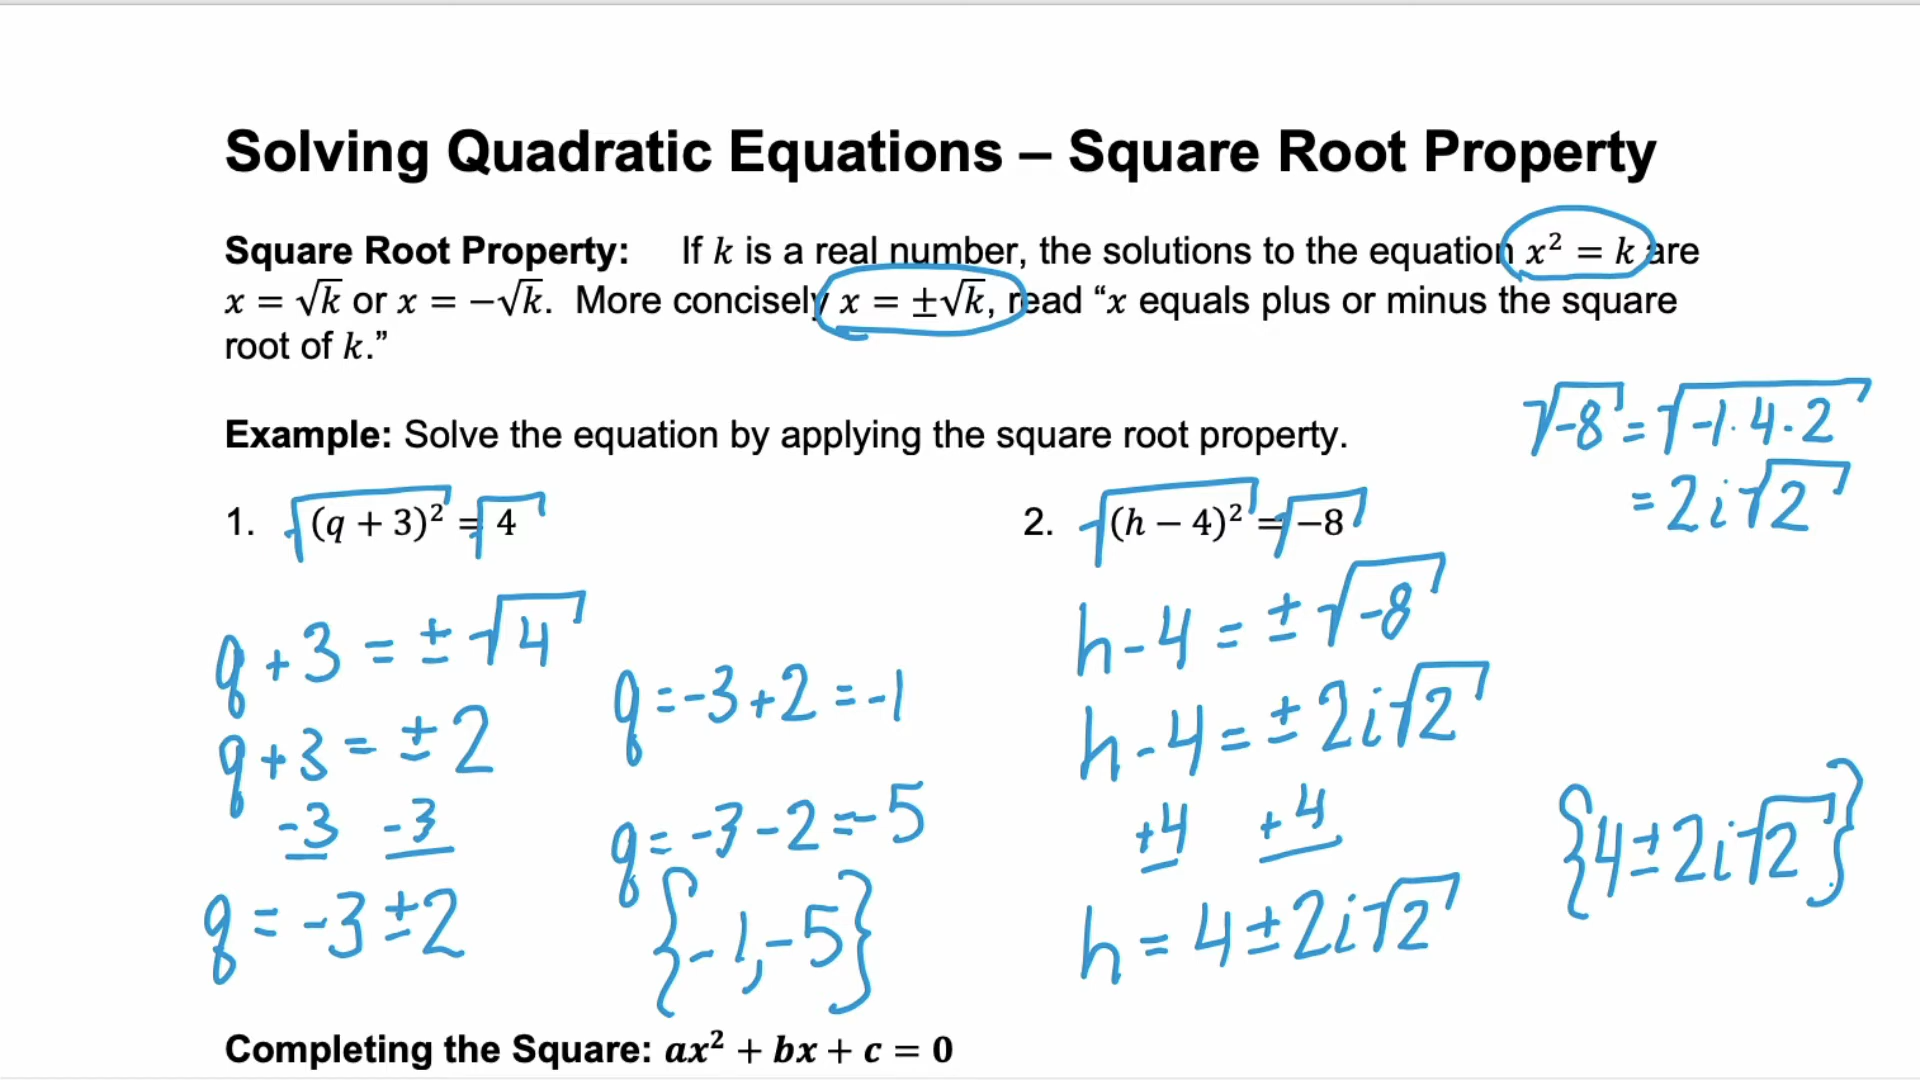 Solving Quadratic Equations – Square Root Property
Square Root Property: If k is a real number, the solutions to the equation x² = k are
x = √k or x = −√k. More concisely x = ±√k, read “x equals plus or minus the square
root of k.”
√-8 = √-1·4·2
= 2i√2
Example: Solve the equation by applying the square root property.
1. √(q + 3)² = √4
q + 3 = ± √4
q + 3 = ± 2
-3 -3
q = -3 ± 2
q = -3 + 2 = -1
q = -3 - 2 = -5
{-1, -5}
2. √(h − 4)² = √−8
h - 4 = ± √-8
h - 4 = ± 2i√2
+4 +4
h = 4 ± 2i√2
{4 ± 2i√2}
Completing the Square: ax² + bx + c = 0